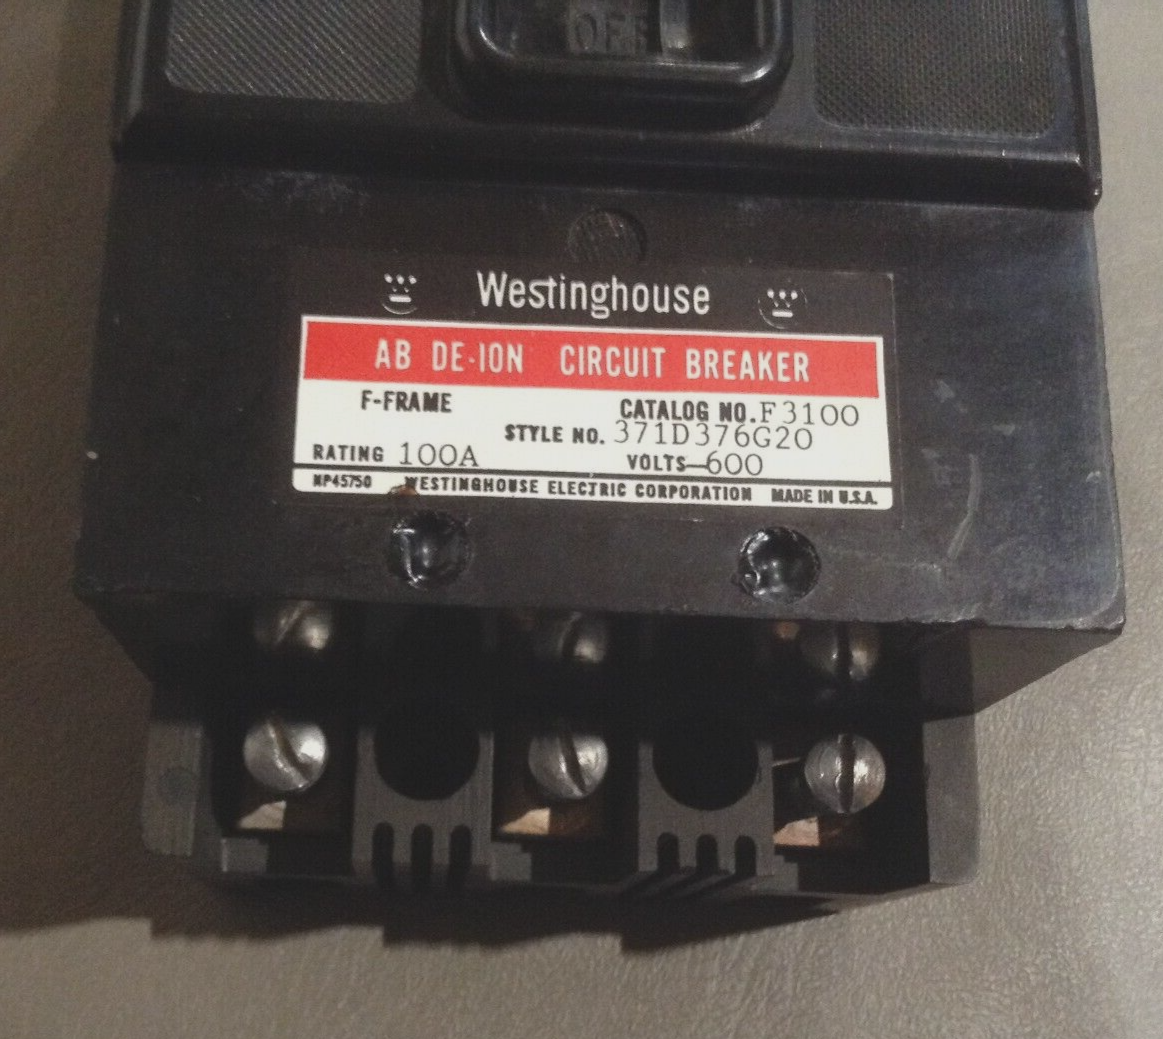 OFF
Westinghouse
AB DE-ION CIRCUIT BREAKER
F-FRAME CATALOG NO. F3100
STYLE NO. 371D376G20
RATING 100A VOLTS—600
NP45750 WESTINGHOUSE ELECTRIC CORPORATION MADE IN U.S.A.